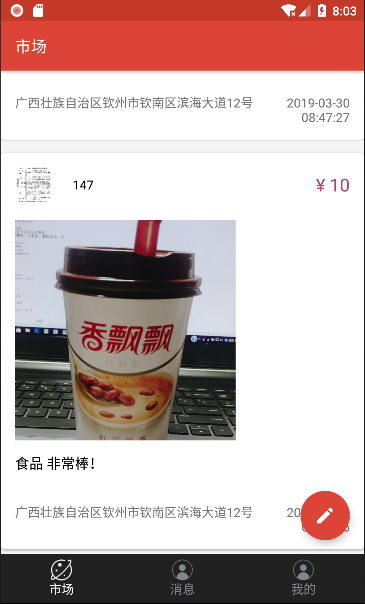 8:03
市场
广西壮族自治区钦州市钦南区滨海大道12号
2019-03-30
08:47:27
147
¥ 10
香飘飘
食品 非常棒!
广西壮族自治区钦州市钦南区滨海大道12号
市场
消息
我的